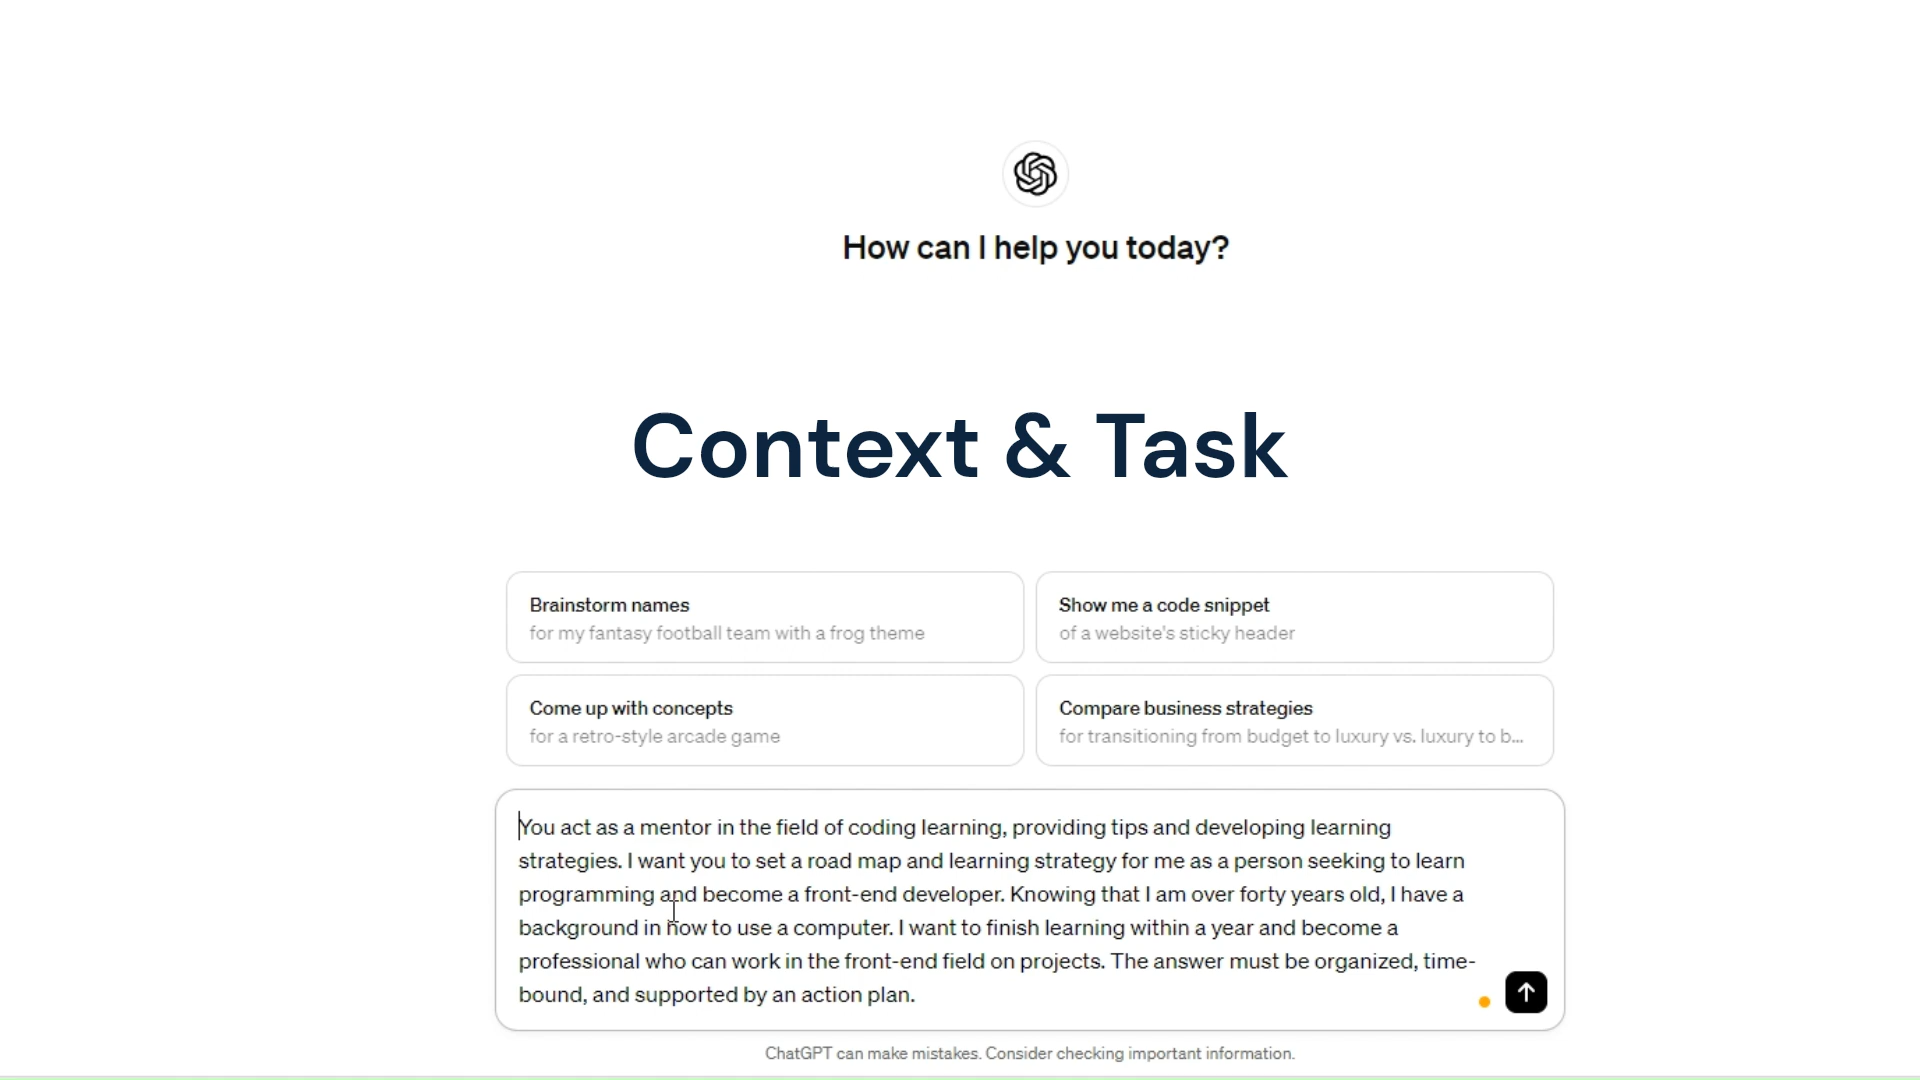 How can I help you today?
Context & Task
Brainstorm names
for my fantasy football team with a frog theme
Show me a code snippet
of a website's sticky header
Come up with concepts
for a retro-style arcade game
Compare business strategies
for transitioning from budget to luxury vs. luxury to b...
You act as a mentor in the field of coding learning, providing tips and developing learning
strategies. I want you to set a road map and learning strategy for me as a person seeking to learn
programming and become a front-end developer. Knowing that I am over forty years old, I have a
background in how to use a computer. I want to finish learning within a year and become a
professional who can work in the front-end field on projects. The answer must be organized, time-
bound, and supported by an action plan.
ChatGPT can make mistakes. Consider checking important information.